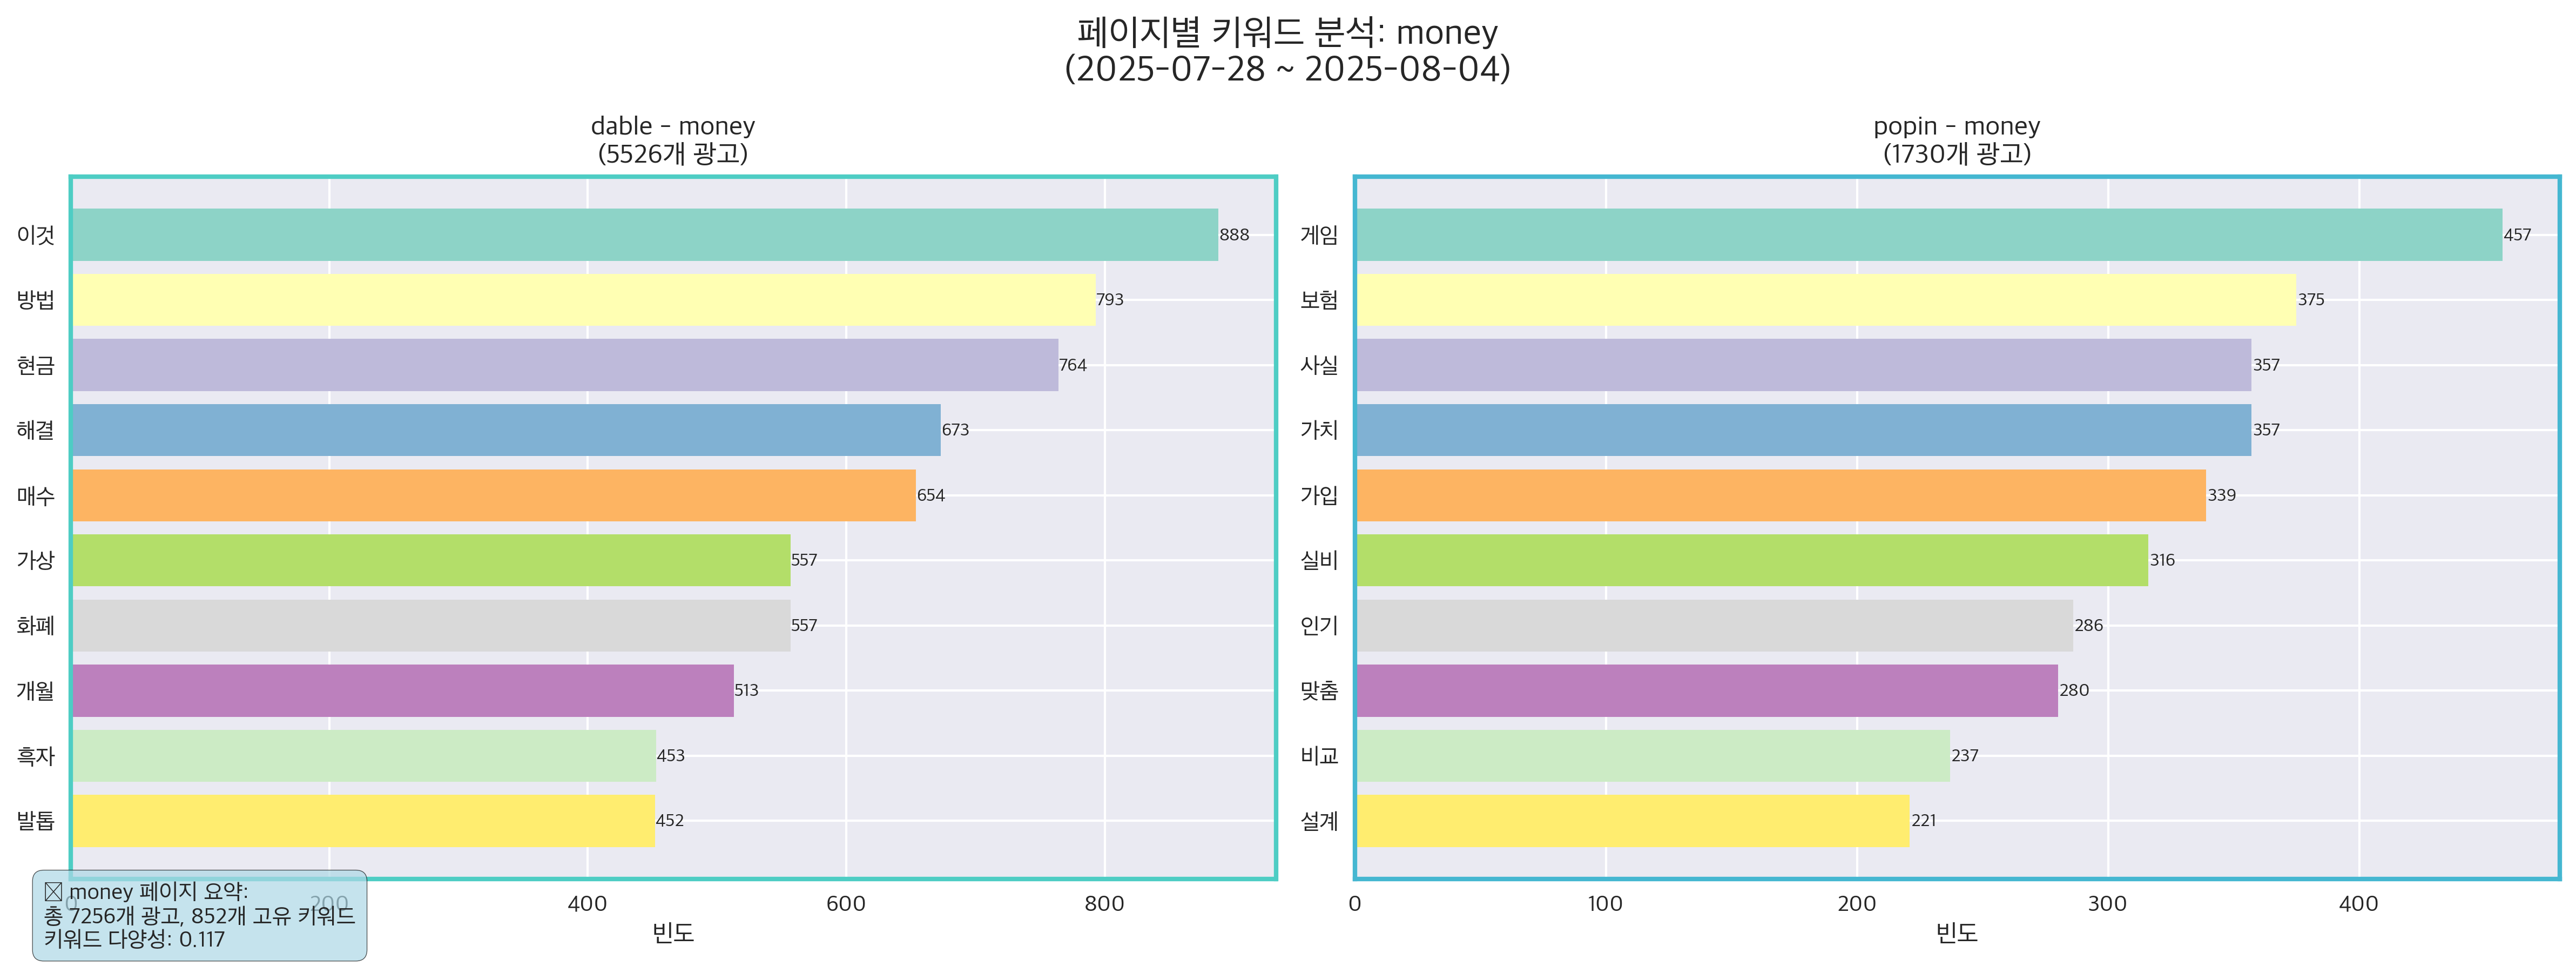 페이지별 키워드 분석: money
(2025-07-28 ~ 2025-08-04)
dable - money
(5526개 광고)
이것 888
방법 793
현금 764
해결 673
매수 654
가상 557
화폐 557
개월 513
흑자 453
발톱 452
0 200 400 600 800
빈도
money 페이지 요약:
총 7256개 광고, 852개 고유 키워드
키워드 다양성: 0.117
popin - money
(1730개 광고)
게임 457
보험 375
사실 357
가치 357
가입 339
실비 316
인기 286
맞춤 280
비교 237
설계 221
0 100 200 300 400
빈도